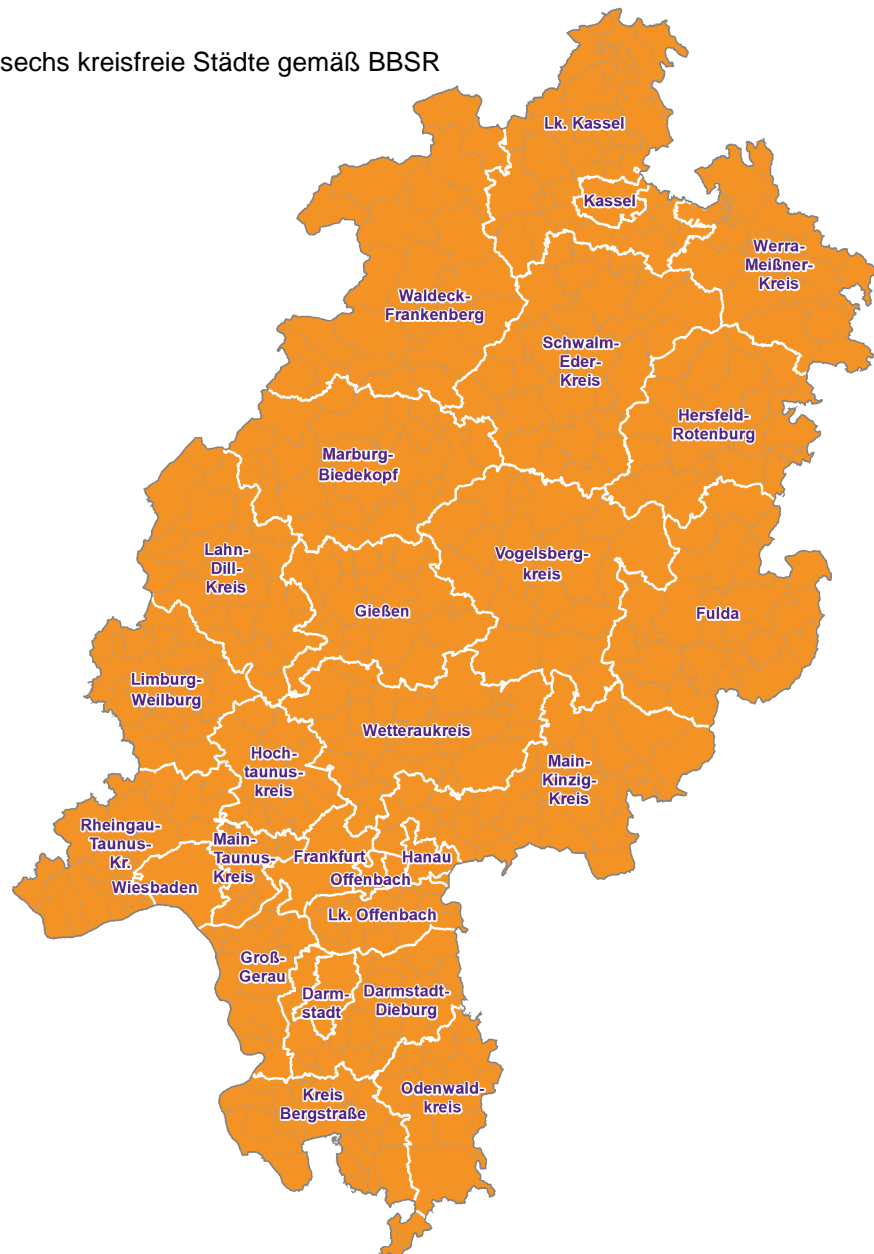 sechs kreisfreie Städte gemäß BBSR
Lk. Kassel
Kassel
Werra-
Meißner-
Kreis
Waldeck-
Frankenberg
Schwalm-
Eder-
Kreis
Hersfeld-
Rotenburg
Marburg-
Biedekopf
Lahn-
Dill-
Kreis
Vogelsberg-
kreis
Gießen
Fulda
Limburg-
Weilburg
Wetteraukreis
Hoch-
taunus-
kreis
Main-
Kinzig-
Kreis
Rheingau-
Taunus-
Kr.
Main-
Taunus-
Kreis
Frankfurt
Hanau
Offenbach
Wiesbaden
Lk. Offenbach
Groß-
Gerau
Darm-
stadt
Darmstadt-
Dieburg
Kreis
Bergstraße
Odenwald-
kreis